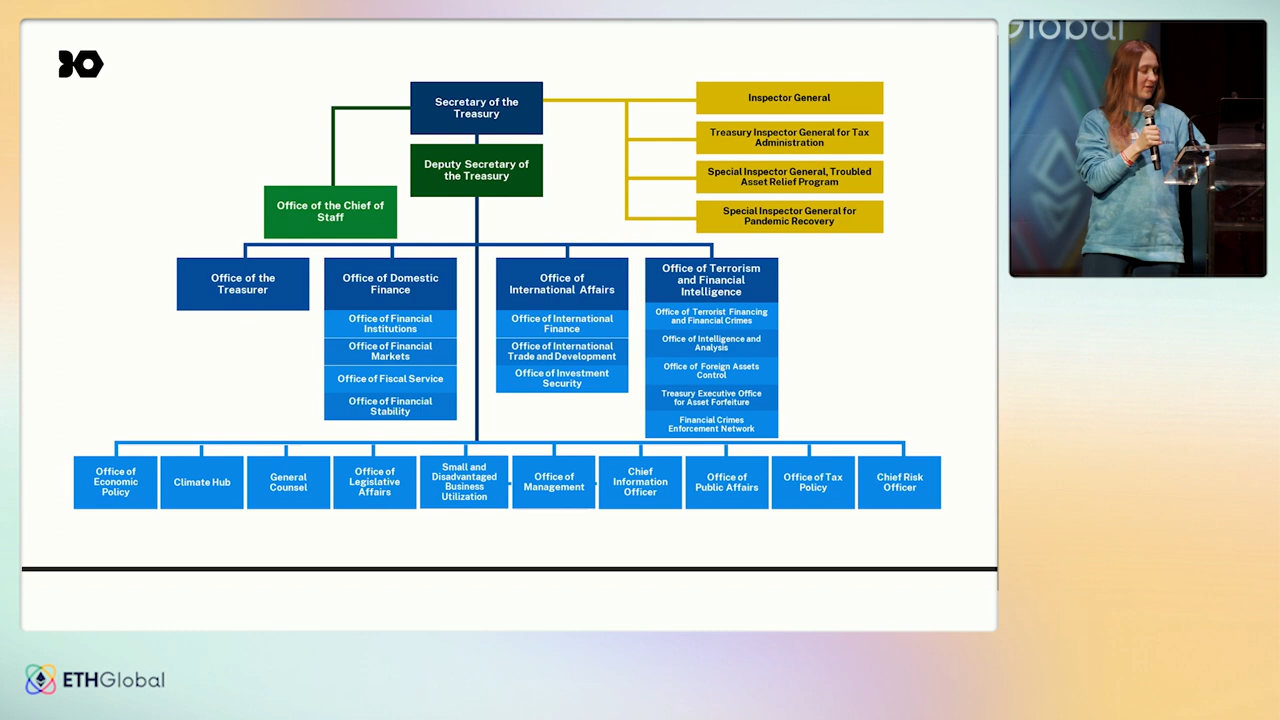 Global
Secretary of the
Treasury
Deputy Secretary of
the Treasury
Office of the Chief of
Staff
Inspector General
Treasury Inspector General for Tax
Administration
Special Inspector General, Troubled
Asset Relief Program
Special Inspector General for
Pandemic Recovery
Office of the
Treasurer
Office of Domestic
Finance
Office of Financial
Institutions
Office of Financial
Markets
Office of Fiscal Service
Office of Financial
Stability
Office of
International Affairs
Office of International
Finance
Office of International
Trade and Development
Office of Investment
Security
Office of Terrorism
and Financial
Intelligence
Office of Terrorist Financing
and Financial Crimes
Office of Intelligence and
Analysis
Office of Foreign Assets
Control
Treasury Executive Office
for Asset Forfeiture
Financial Crimes
Enforcement Network
Office of
Economic
Policy
Climate Hub
General
Counsel
Office of
Legislative
Affairs
Small and
Disadvantaged
Business
Utilization
Office of
Management
Chief
Information
Officer
Office of
Public Affairs
Office of Tax
Policy
Chief Risk
Officer
ETHGlobal